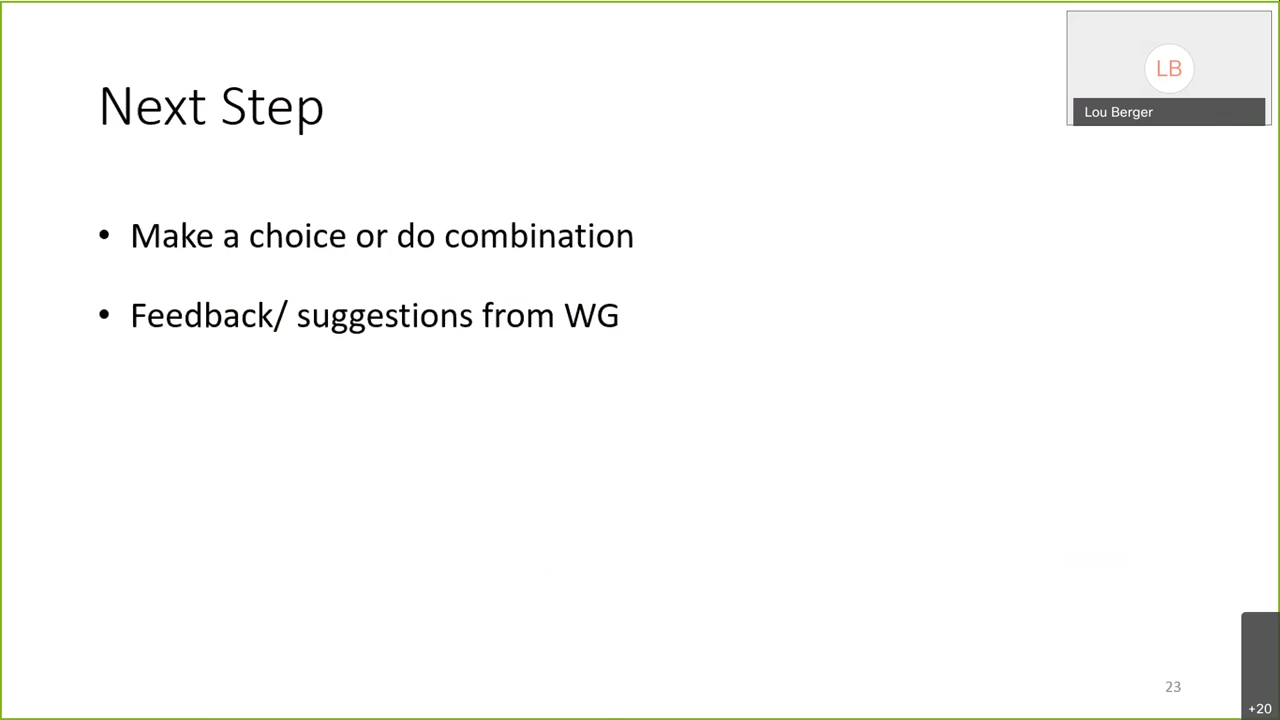 LB
Lou Berger
Next Step
• Make a choice or do combination
• Feedback/ suggestions from WG
23
+20